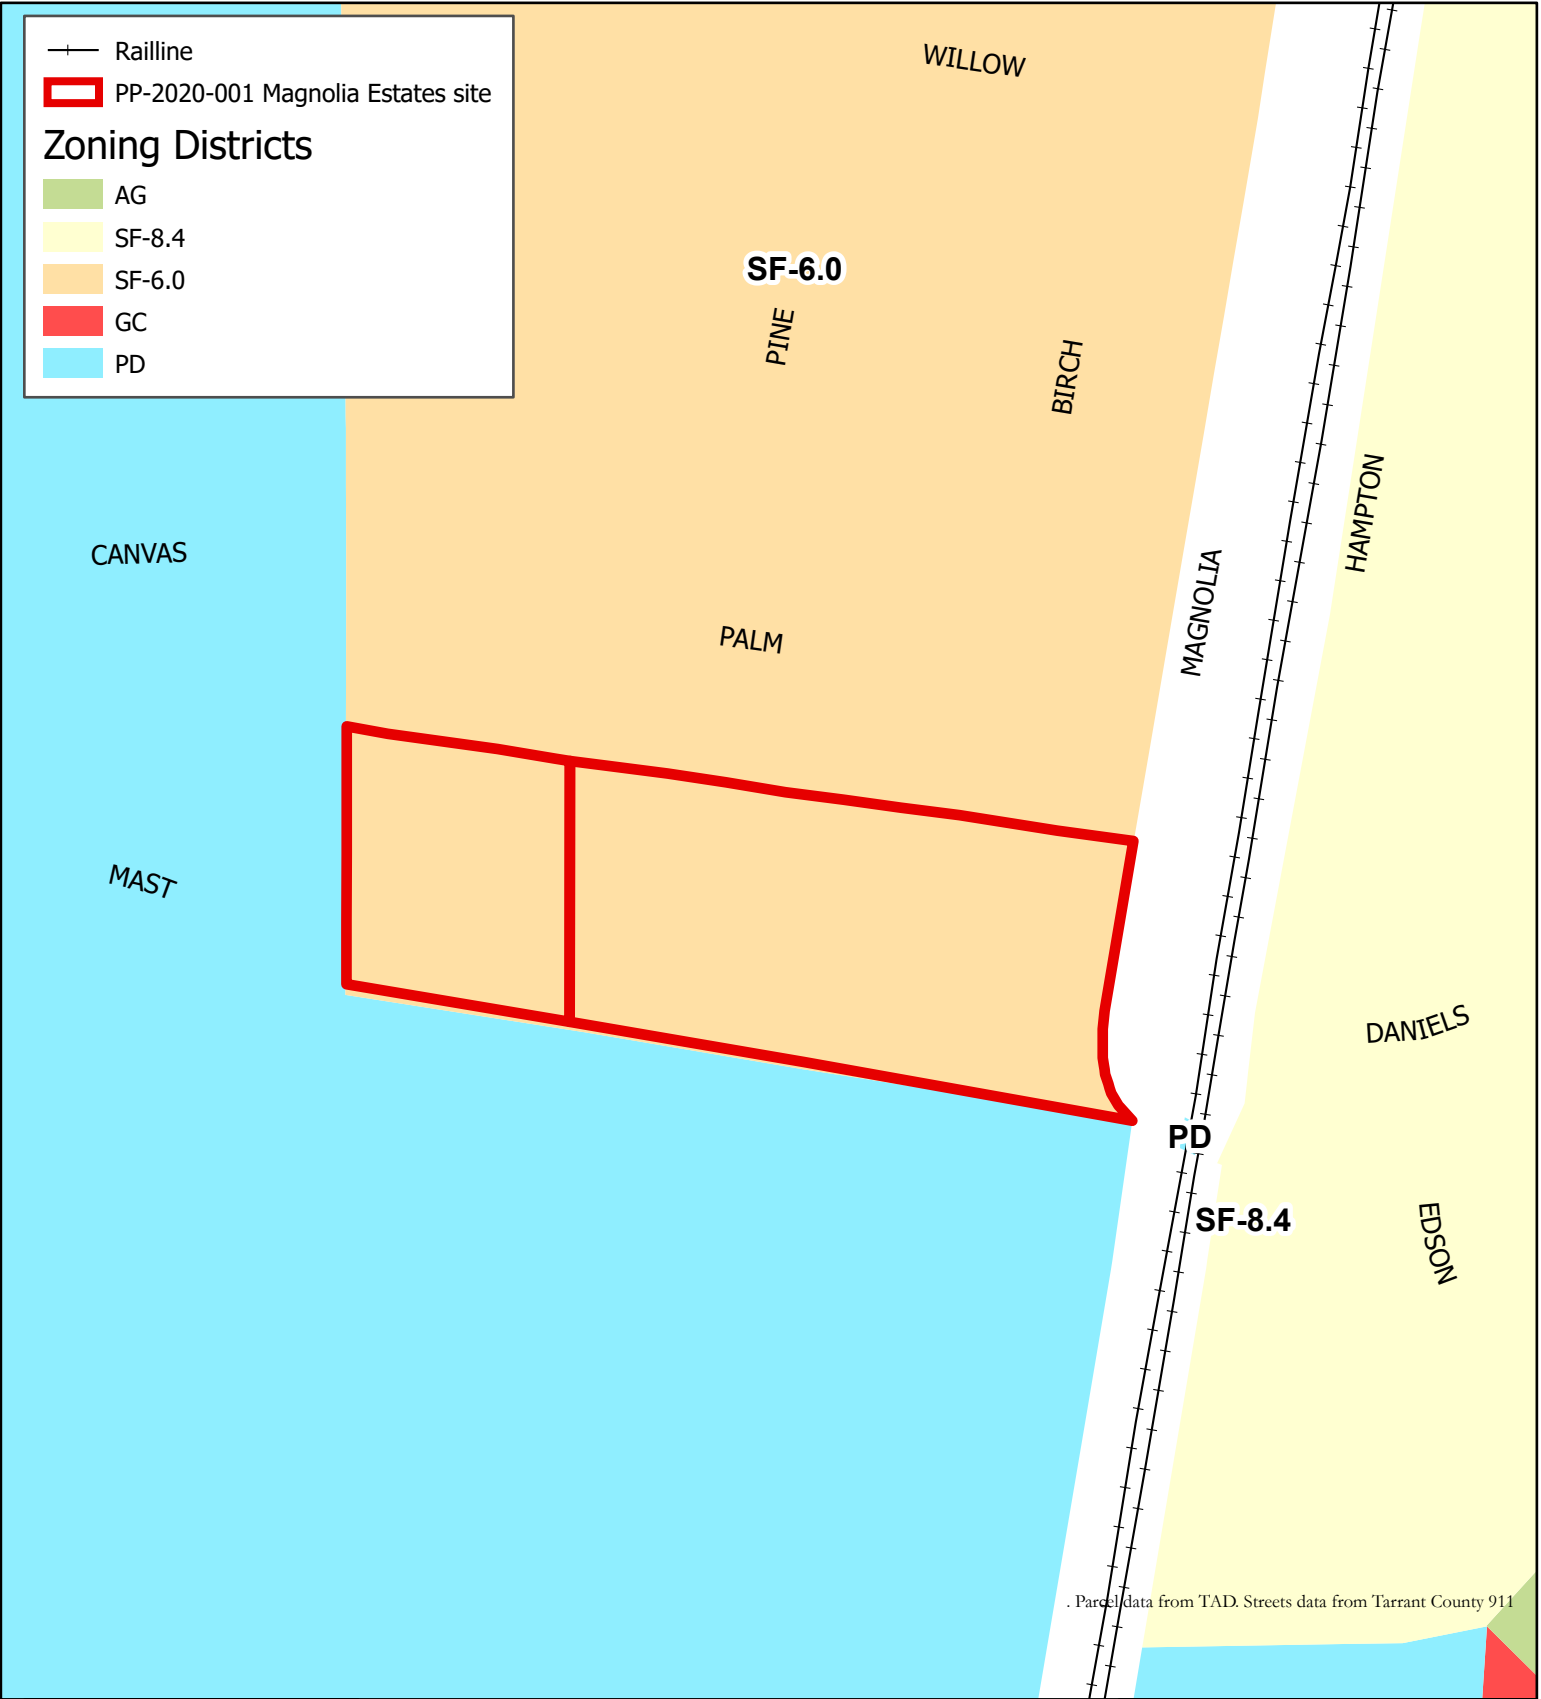 Railline
PP-2020-001 Magnolia Estates site
Zoning Districts
AG
SF-8.4
SF-6.0
GC
PD
WILLOW
SF-6.0
PINE
BIRCH
HAMPTON
CANVAS
MAGNOLIA
PALM
MAST
DANIELS
PD
SF-8.4
EDSON
. Parcel data from TAD. Streets data from Tarrant County 911